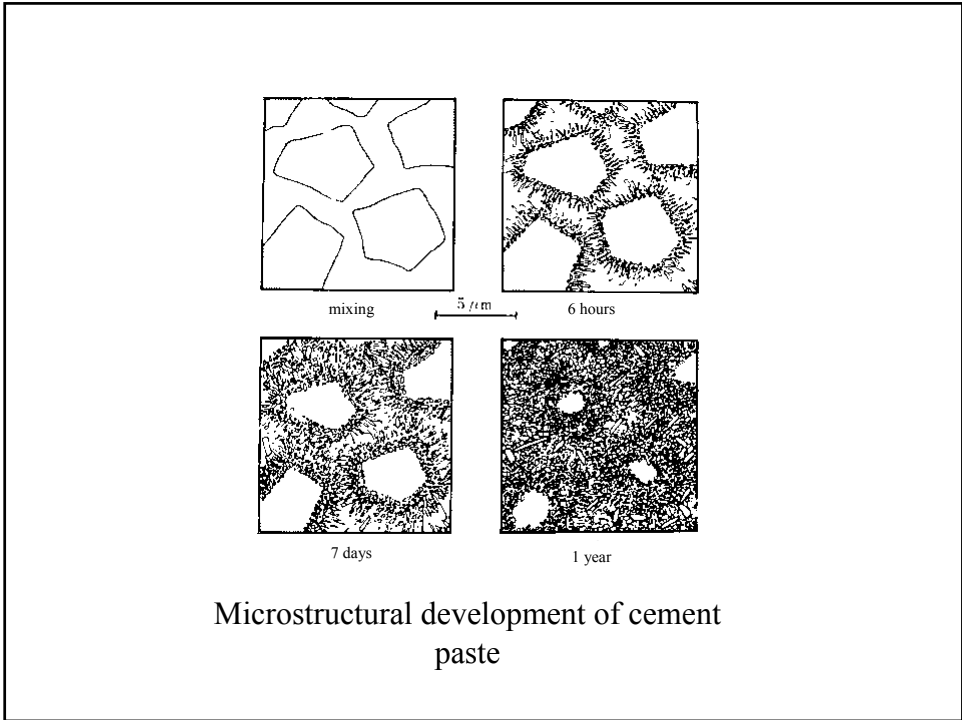 mixing
5 μm
6 hours
7 days
1 year
Microstructural development of cement
paste